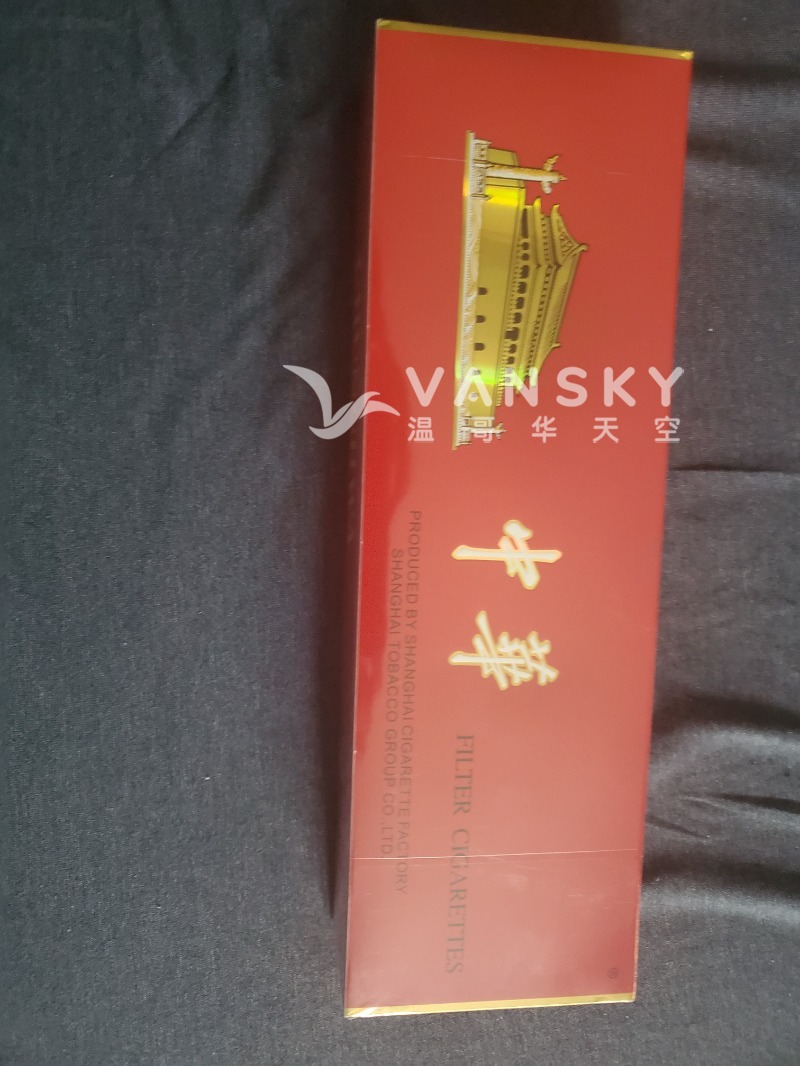 VANSKY
温哥华天空
中華
FILTER CIGARETTES
PRODUCED BY SHANGHAI CIGARETTE FACTORY
SHANGHAI TOBACCO GROUP CO.,LTD.
®